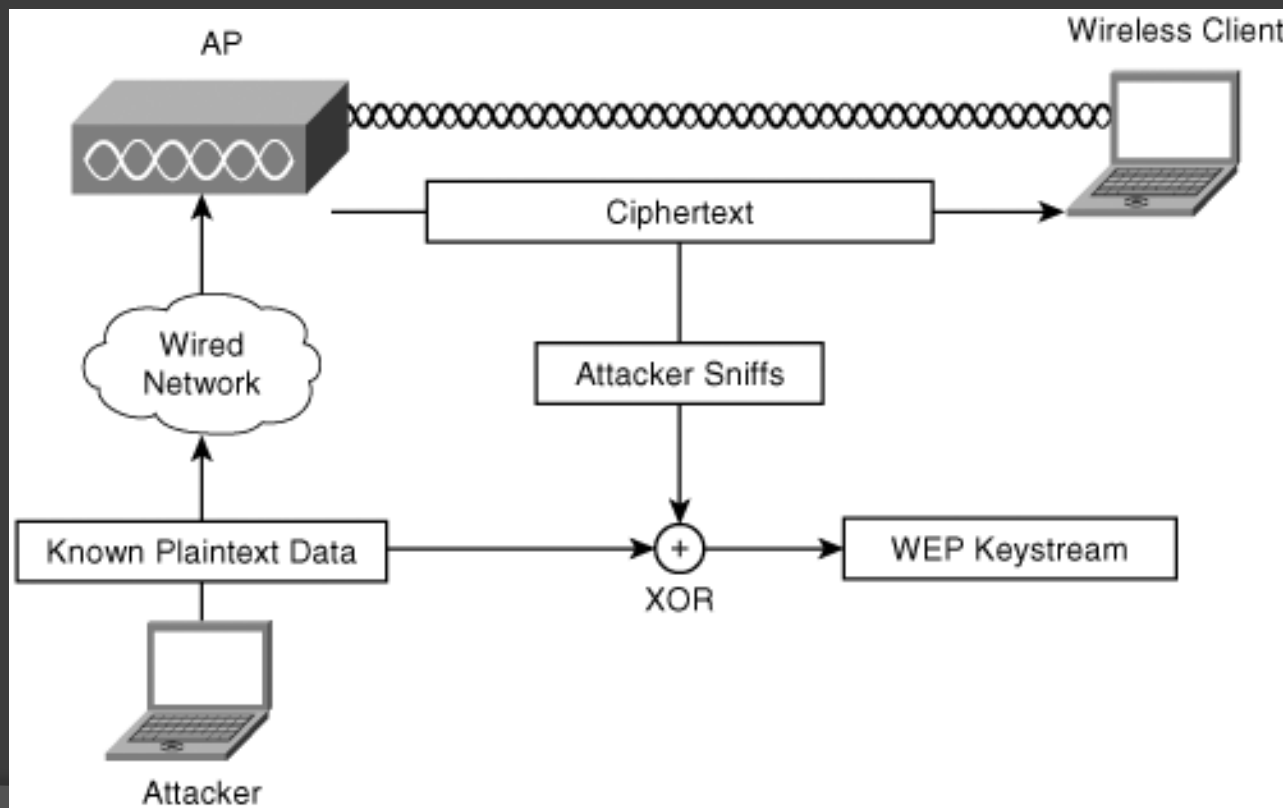 AP
Wireless Client
Ciphertext
Wired
Network
Attacker Sniffs
Known Plaintext Data
+
WEP Keystream
XOR
Attacker